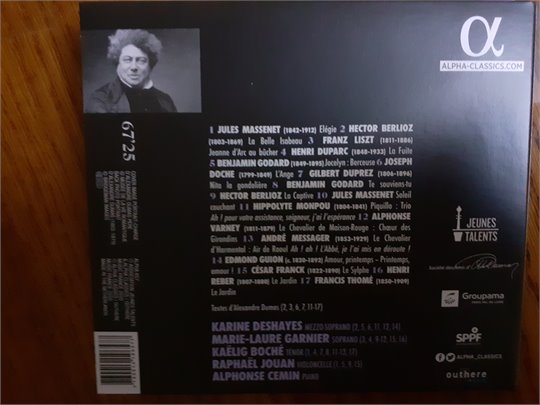 α
ALPHA-CLASSICS.COM
67'25
1 JULES MASSENET (1842-1912) Élégie 2 HECTOR BERLIOZ
(1803-1869) La Belle Isabeau 3 FRANZ LISZT (1811-1886)
Jeanne d'Arc au bûcher 4 HENRI DUPARC (1848-1933) La Fuite
5 BENJAMIN GODARD (1849-1895) Jocelyn : Berceuse 6 JOSEPH
DOCHE (1799-1849) L'Ange 7 GILBERT DUPREZ (1806-1896)
Nita la gondolière 8 BENJAMIN GODARD Te souviens-tu
9 HECTOR BERLIOZ La Captive 10 JULES MASSENET Soleil
couchant 11 HIPPOLYTE MONPOU (1804-1841) Piquillo : Trio
Ah ! pour votre assistance, seigneur, j'ai l'espérance 12 ALPHONSE
VARNEY (1811-1879) Le Chevalier de Maison-Rouge : Chœur des
Girondins 13 ANDRÉ MESSAGER (1853-1929) Le Chevalier
d'Harmental : Air de Raoul Ah ! l'Abbé, je l'ai mis en déroute !
14 EDMOND GUION (c. 1820-1892) Amour, printemps - Printemps,
amour ! 15 CÉSAR FRANCK (1822-1890) Le Sylphe 16 HENRI
REBER (1807-1880) Le Jardin 17 FRANCIS THOMÉ (1850-1909)
Le Jardin
Textes d'Alexandre Dumas (2, 3, 6, 7, 11-17)
KARINE DESHAYES MEZZO-SOPRANO (2, 5, 6, 11, 12, 14)
MARIE-LAURE GARNIER SOPRANO (3, 4, 9-12, 15, 16)
KAËLIG BOCHÉ TÉNOR (1, 4, 7, 8, 11-13, 17)
RAPHAËL JOUAN VIOLONCELLE (1, 5, 9, 15)
ALPHONSE CEMIN PIANO
JEUNES
TALENTS
Société des Amis de
Groupama
SPPF
ALPHA_CLASSICS
outhere